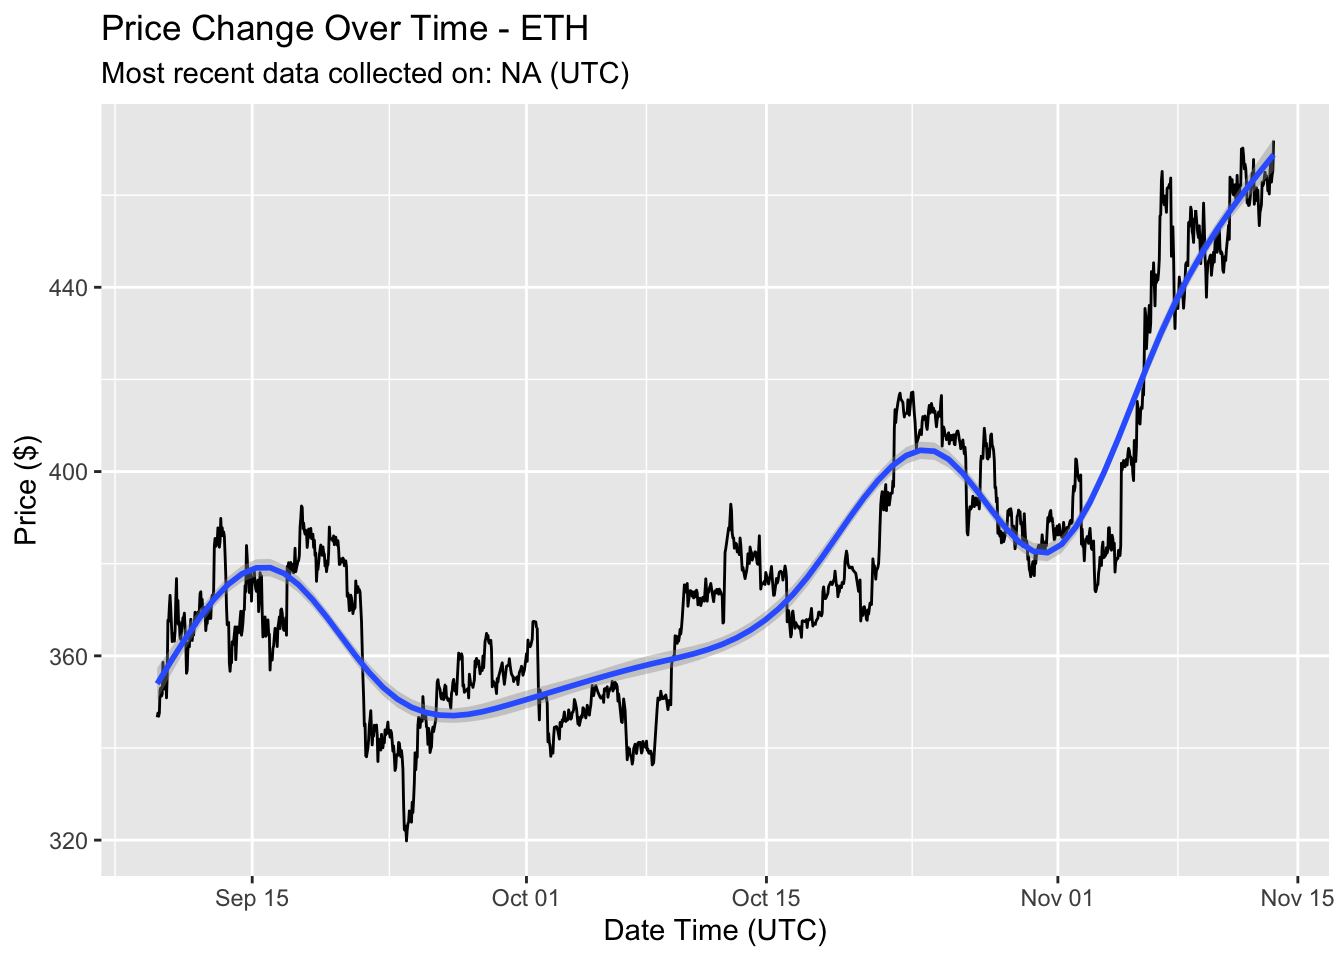 Price Change Over Time - ETH
Most recent data collected on: NA (UTC)
Price ($)
440
400
360
320
Sep 15
Oct 01
Oct 15
Nov 01
Nov 15
Date Time (UTC)